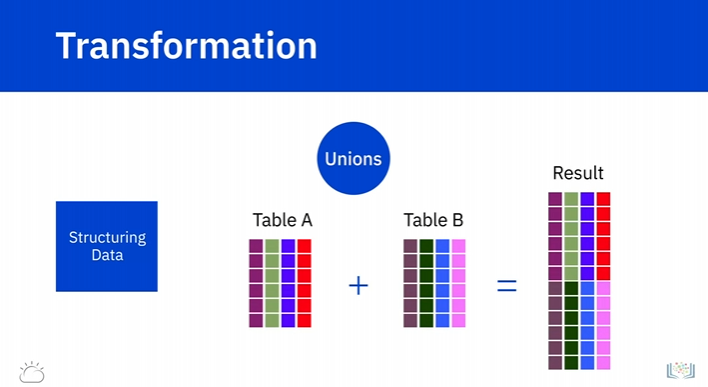 Transformation
Unions
Structuring
Data
Table A
+
Table B
=
Result